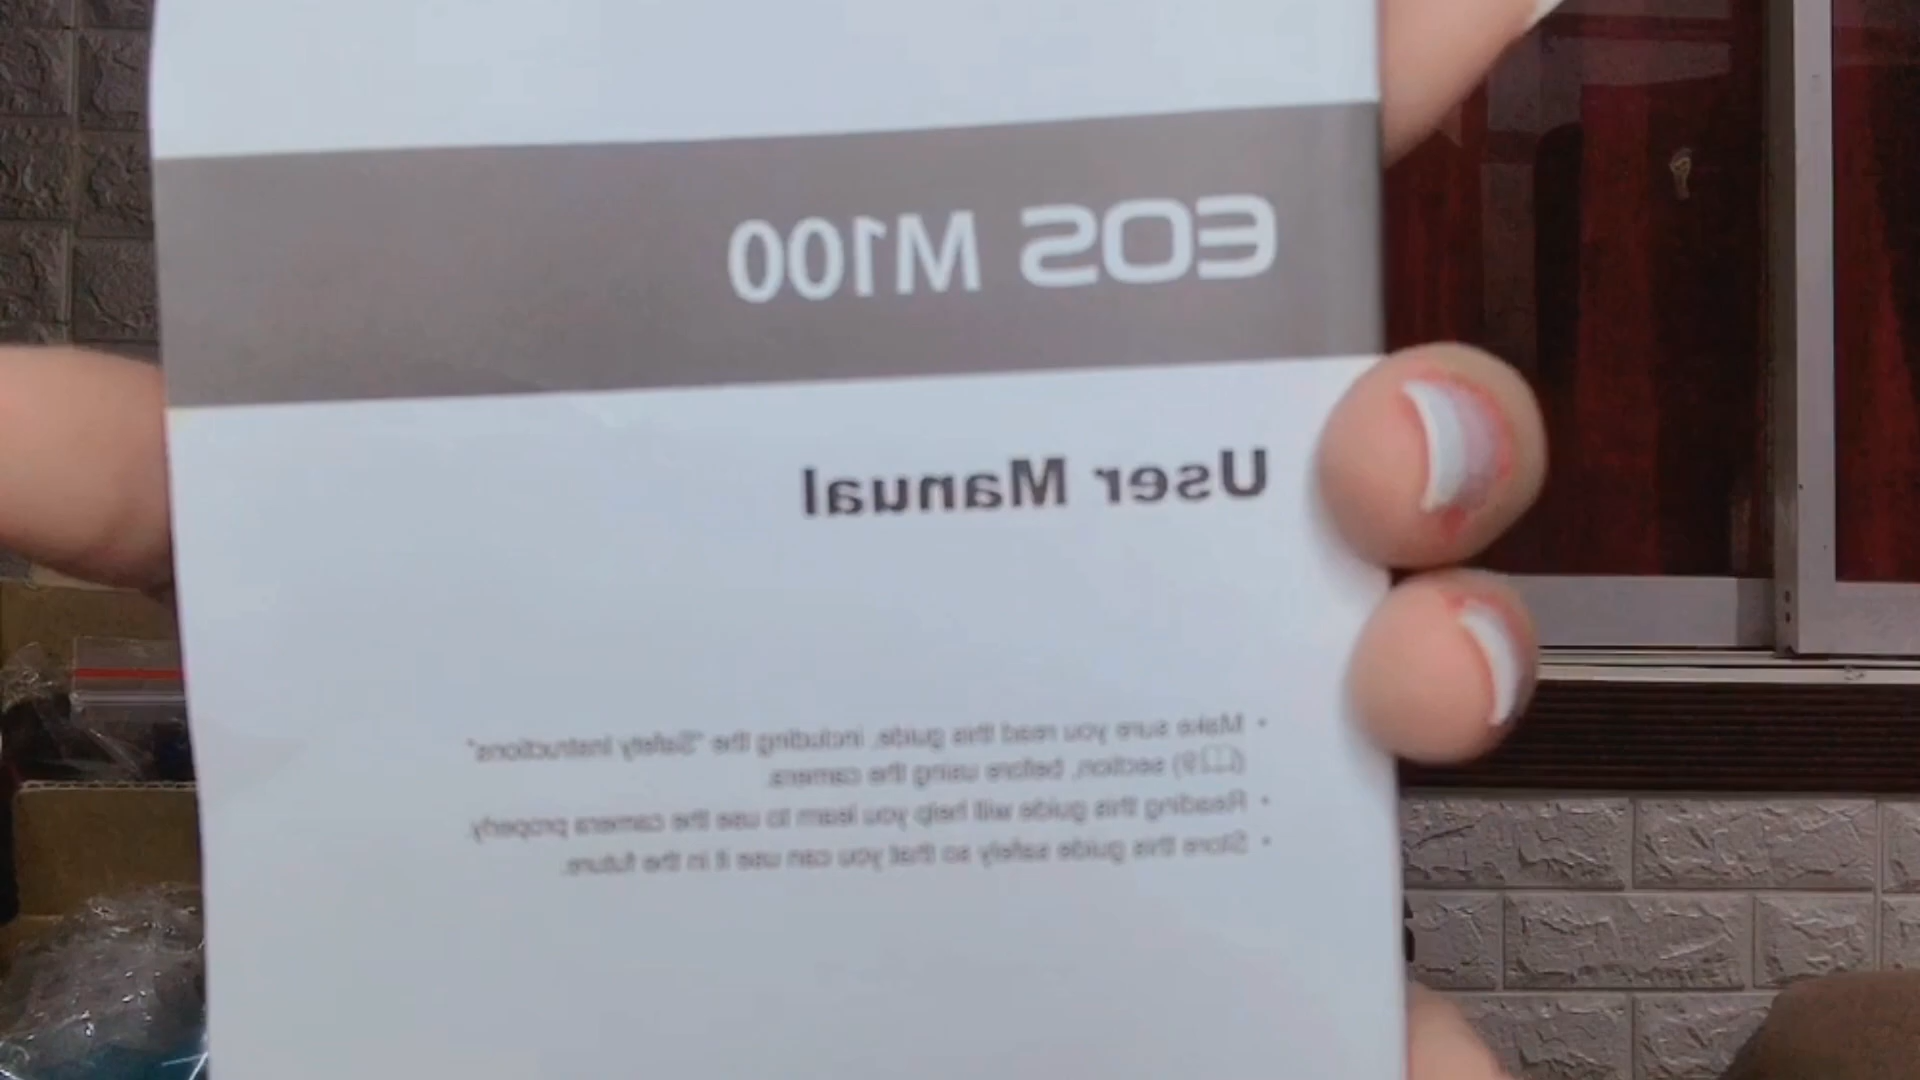 EOS M100
User Manual
• Make sure you read this guide, including the "Safety Instructions"
(9) section, before using the camera.
• Reading this guide will help you learn to use the camera properly.
• Store this guide safely so that you can use it in the future.